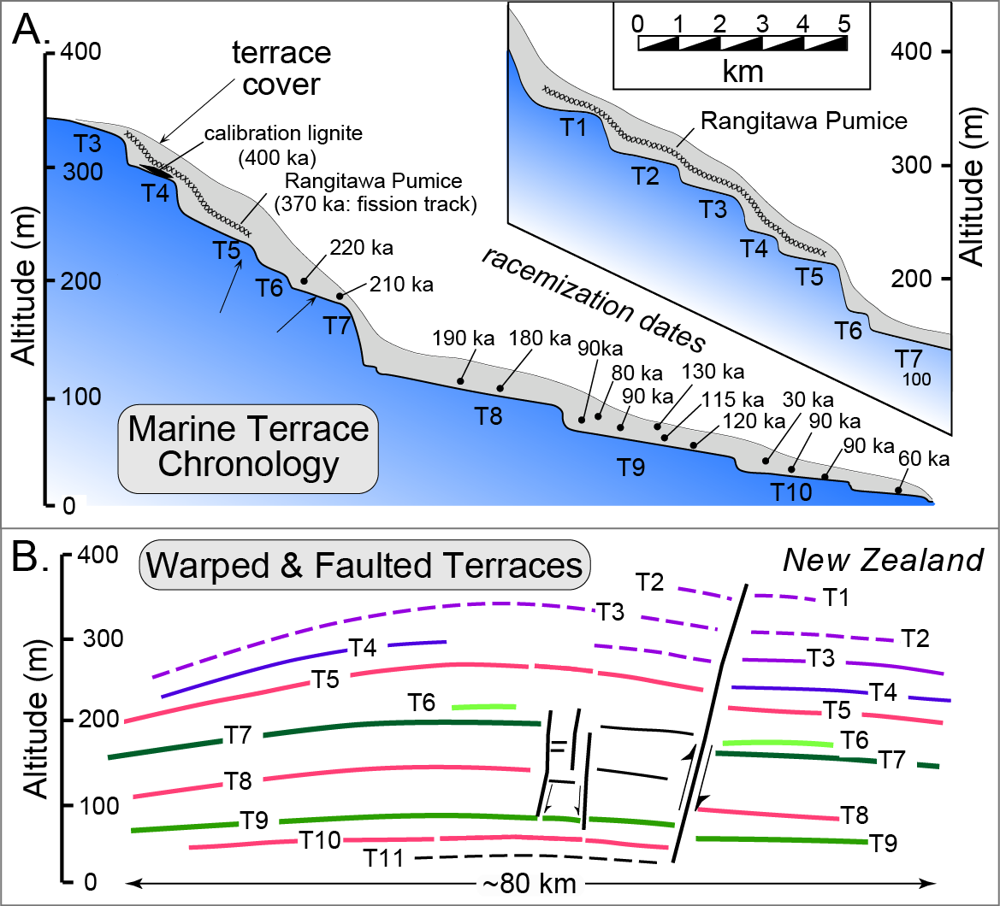 A.
400
300
200
100
0
Altitude (m)
terrace
cover
calibration lignite
(400 ka)
Rangitawa Pumice
(370 ka: fission track)
T3
T4
T5
T6
T7
T8
T9
T10
220 ka
210 ka
190 ka
180 ka
90ka
80 ka
90 ka
130 ka
115 ka
120 ka
30 ka
90 ka
90 ka
60 ka
racemization dates
Marine Terrace
Chronology
0 1 2 3 4 5
km
Rangitawa Pumice
T1
T2
T3
T4
T5
T6
T7
100
400
300
200
Altitude (m)
B.
Warped & Faulted Terraces
New Zealand
400
300
200
100
0
Altitude (m)
T2
T3
T4
T5
T6
T7
T8
T9
T10
T11
T1
T2
T3
T4
T5
T6
T7
T8
T9
~80 km